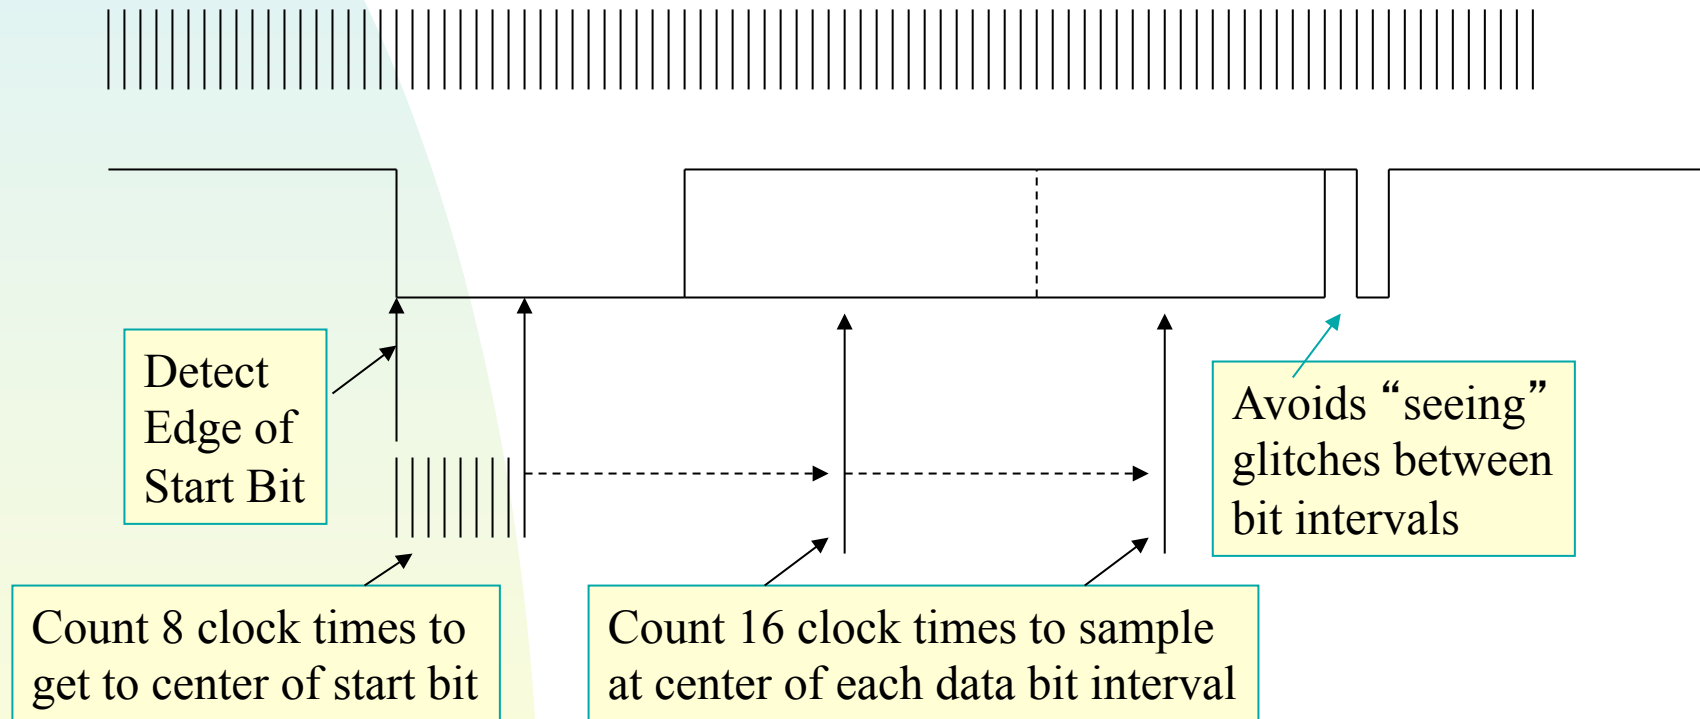 Detect
Edge of
Start Bit
Avoids “seeing”
glitches between
bit intervals
Count 8 clock times to
get to center of start bit
Count 16 clock times to sample
at center of each data bit interval